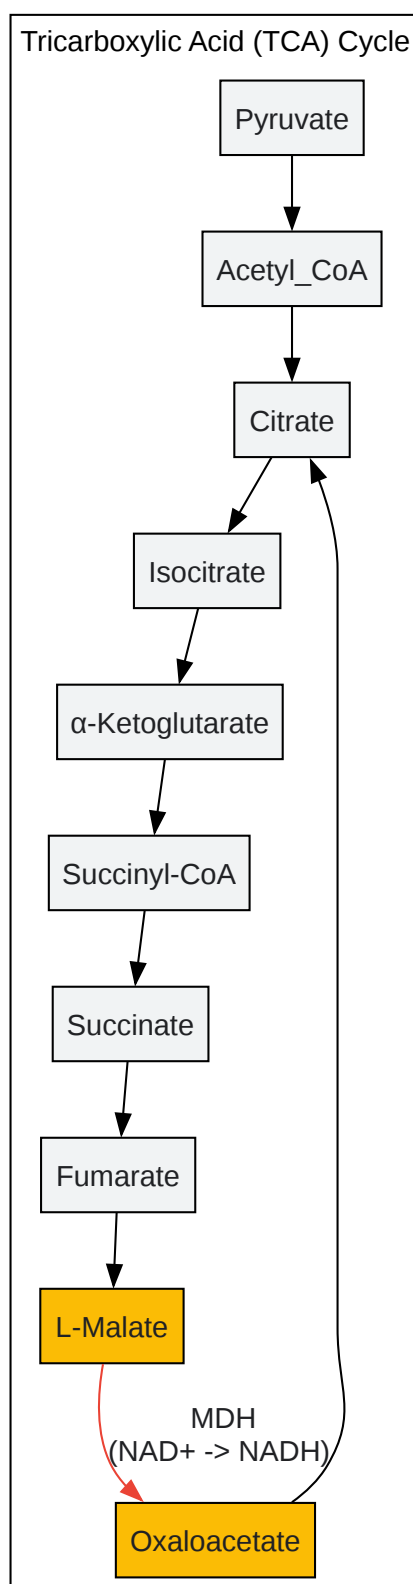 Tricarboxylic Acid (TCA) Cycle
Pyruvate
Acetyl_CoA
Citrate
Isocitrate
α-Ketoglutarate
Succinyl-CoA
Succinate
Fumarate
L-Malate
MDH
(NAD+ -> NADH)
Oxaloacetate